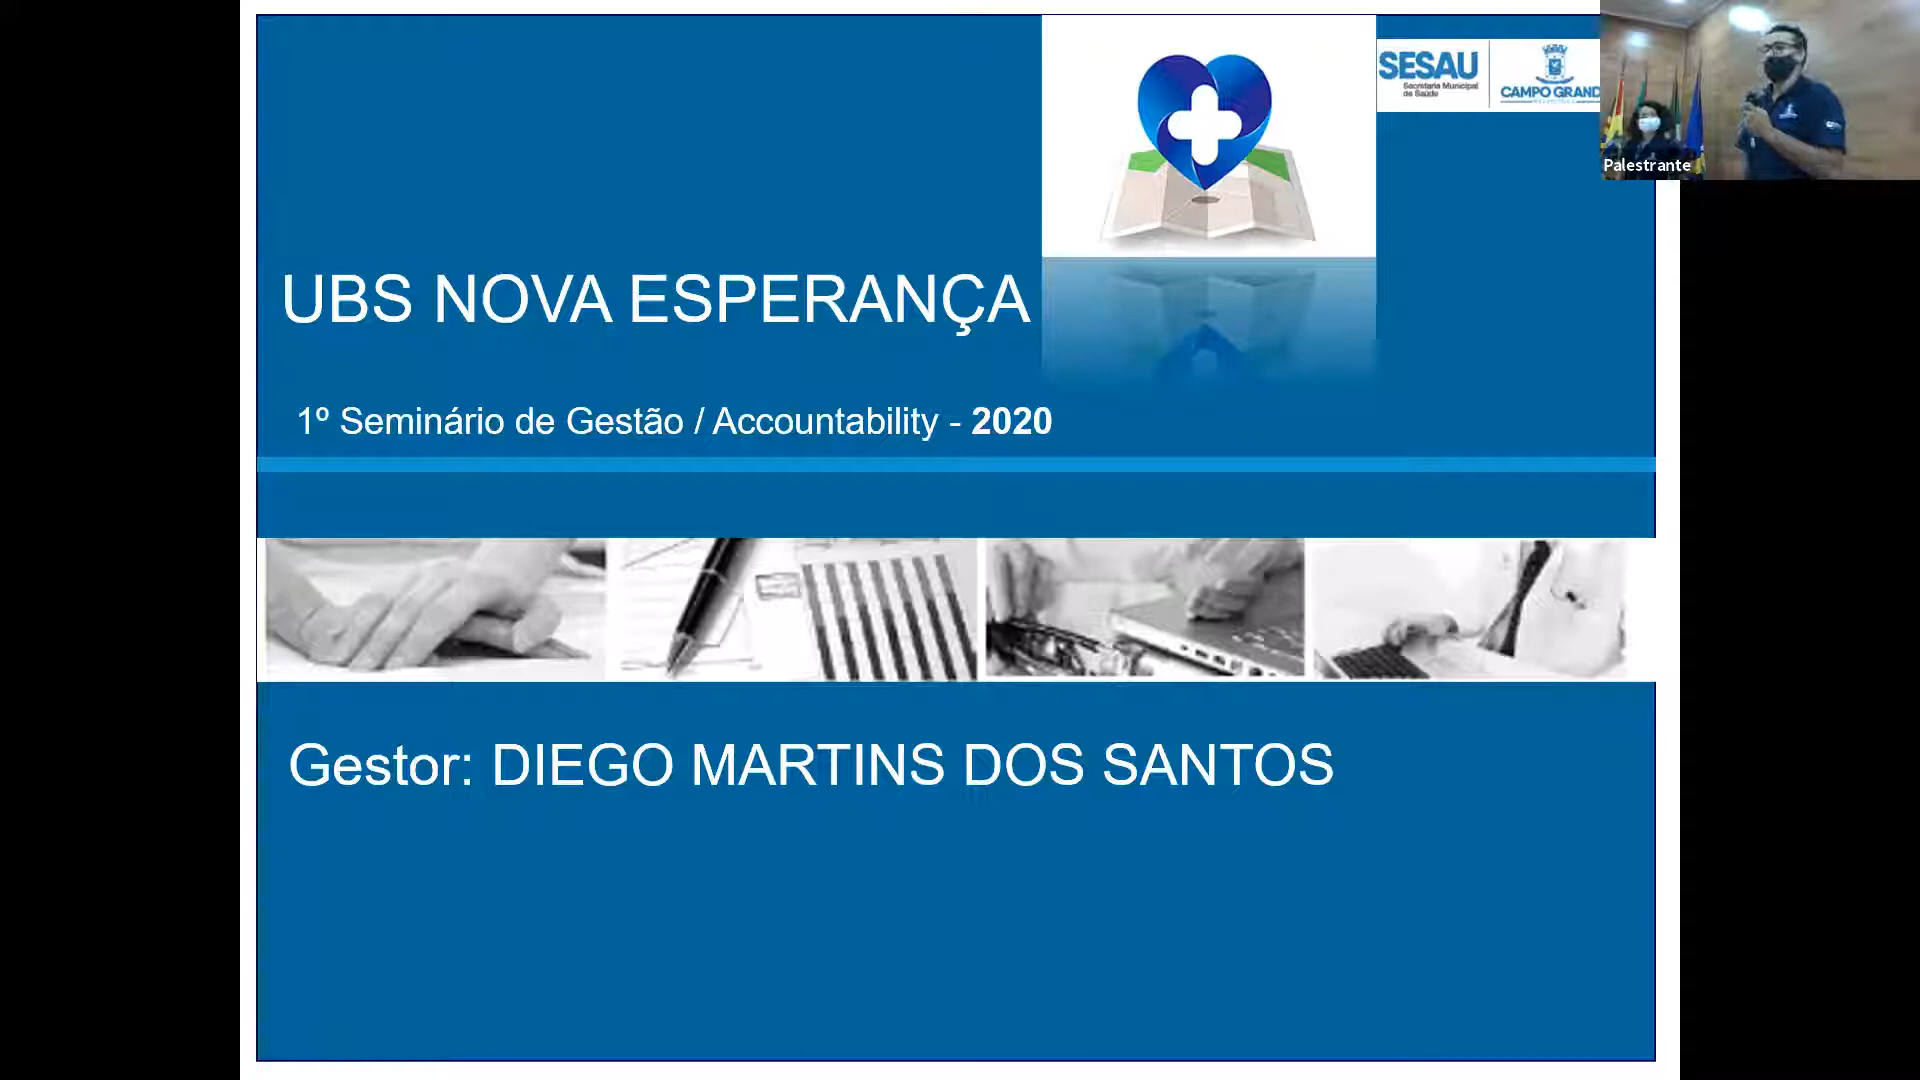 SESAU
Secretaria Municipal
de Saúde
CAMPO GRAND
Palestrante
UBS NOVA ESPERANÇA
1º Seminário de Gestão / Accountability - 2020
Gestor: DIEGO MARTINS DOS SANTOS